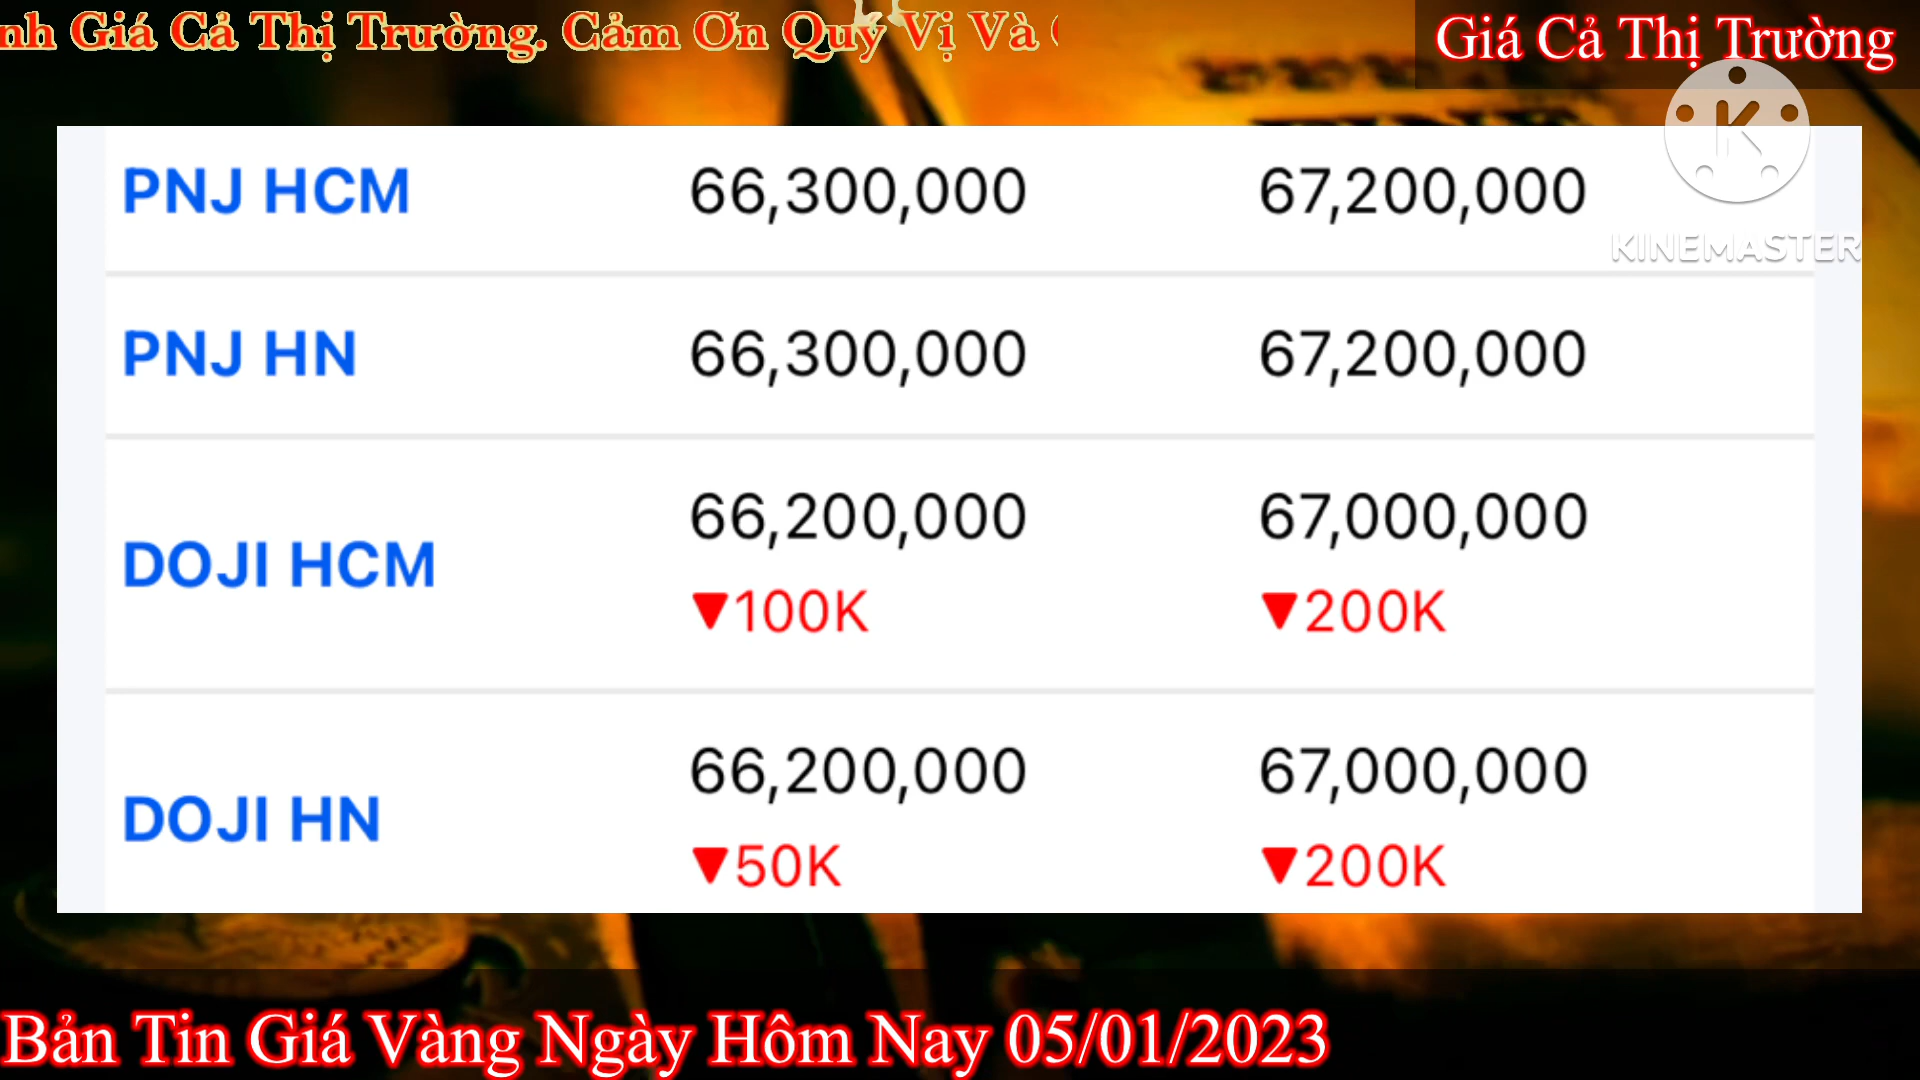 nh Giá Cả Thị Trường. Cảm Ơn Quý Vị Và
Giá Cả Thị Trường
KINEMASTER
PNJ HCM 66,300,000 67,200,000
PNJ HN 66,300,000 67,200,000
DOJI HCM 66,200,000 67,000,000
▼100K ▼200K
DOJI HN 66,200,000 67,000,000
▼50K ▼200K
Bản Tin Giá Vàng Ngày Hôm Nay 05/01/2023